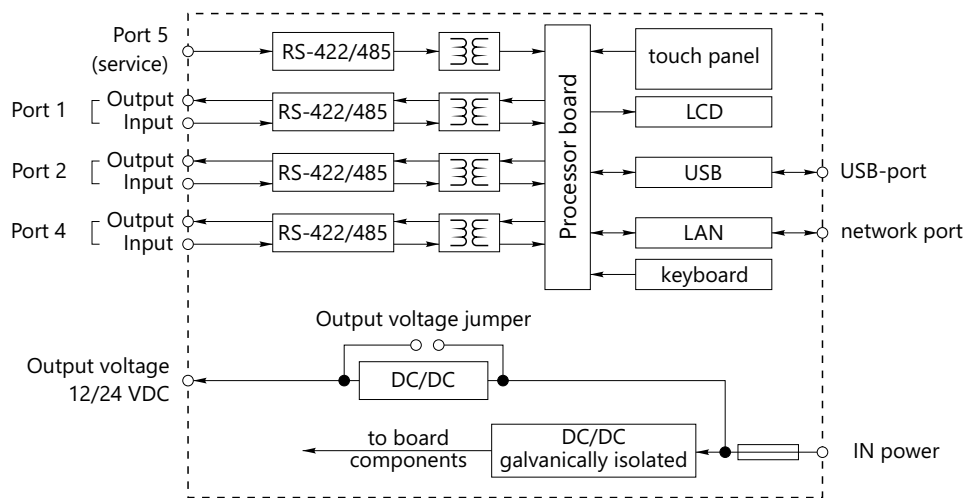 Port 5
(service)
RS-422/485
touch panel
Port 1
Output
Input
RS-422/485
LCD
Port 2
Output
Input
RS-422/485
Processor board
USB
USB-port
Port 4
Output
Input
RS-422/485
LAN
network port
keyboard
Output voltage jumper
Output voltage
12/24 VDC
DC/DC
to board
components
DC/DC
galvanically isolated
IN power